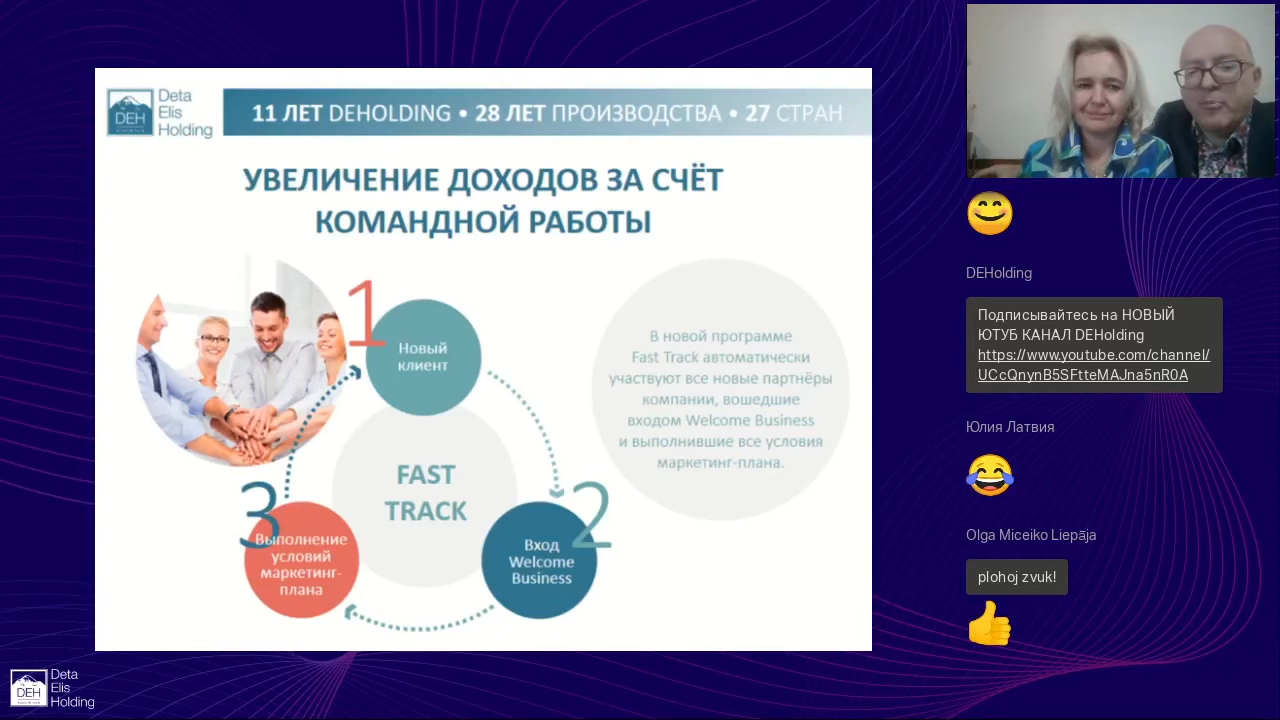 Deta
Elis
Holding
DEH
11 ЛЕТ DEHOLDING • 28 ЛЕТ ПРОИЗВОДСТВА • 27 СТРАН
УВЕЛИЧЕНИЕ ДОХОДОВ ЗА СЧЁТ
КОМАНДНОЙ РАБОТЫ
1
Новый
клиент
FAST
TRACK
2
Вход
Welcome
Business
3
Выполнение
условий
маркетинг-
плана
В новой программе
Fast Track автоматически
участвуют все новые партнёры
компании, вошедшие
входом Welcome Business
и выполнившие все условия
маркетинг-плана.
DEHolding
Подписывайтесь на НОВЫЙ
ЮТУБ КАНАЛ DEHolding
https://www.youtube.com/channel/
UCcQnynB5SFtteMAJna5nR0A
Юлия Латвия
Olga Miceiko Liepāja
plohoj zvuk!
DEH
Deta
Elis
Holding